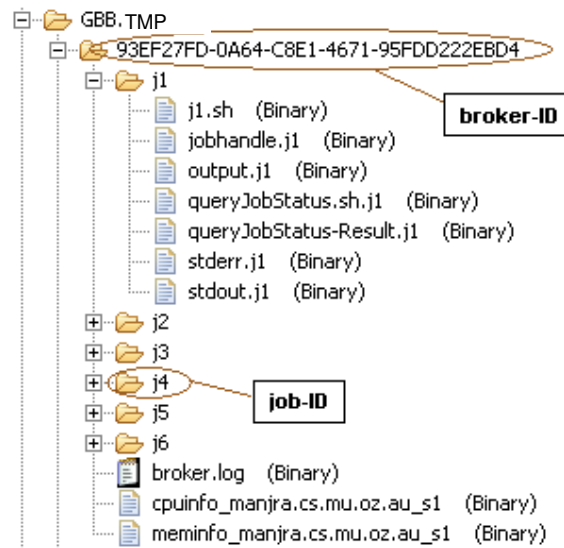 GBB.TMP
93EF27FD-0A64-C8E1-4671-95FDD222EBD4
j1
j1.sh (Binary)
broker-ID
jobhandle.j1 (Binary)
output.j1 (Binary)
queryJobStatus.sh.j1 (Binary)
queryJobStatus-Result.j1 (Binary)
stderr.j1 (Binary)
stdout.j1 (Binary)
j2
j3
j4
job-ID
j5
j6
broker.log (Binary)
cpuinfo_manjra.cs.mu.oz.au_s1 (Binary)
meminfo_manjra.cs.mu.oz.au_s1 (Binary)